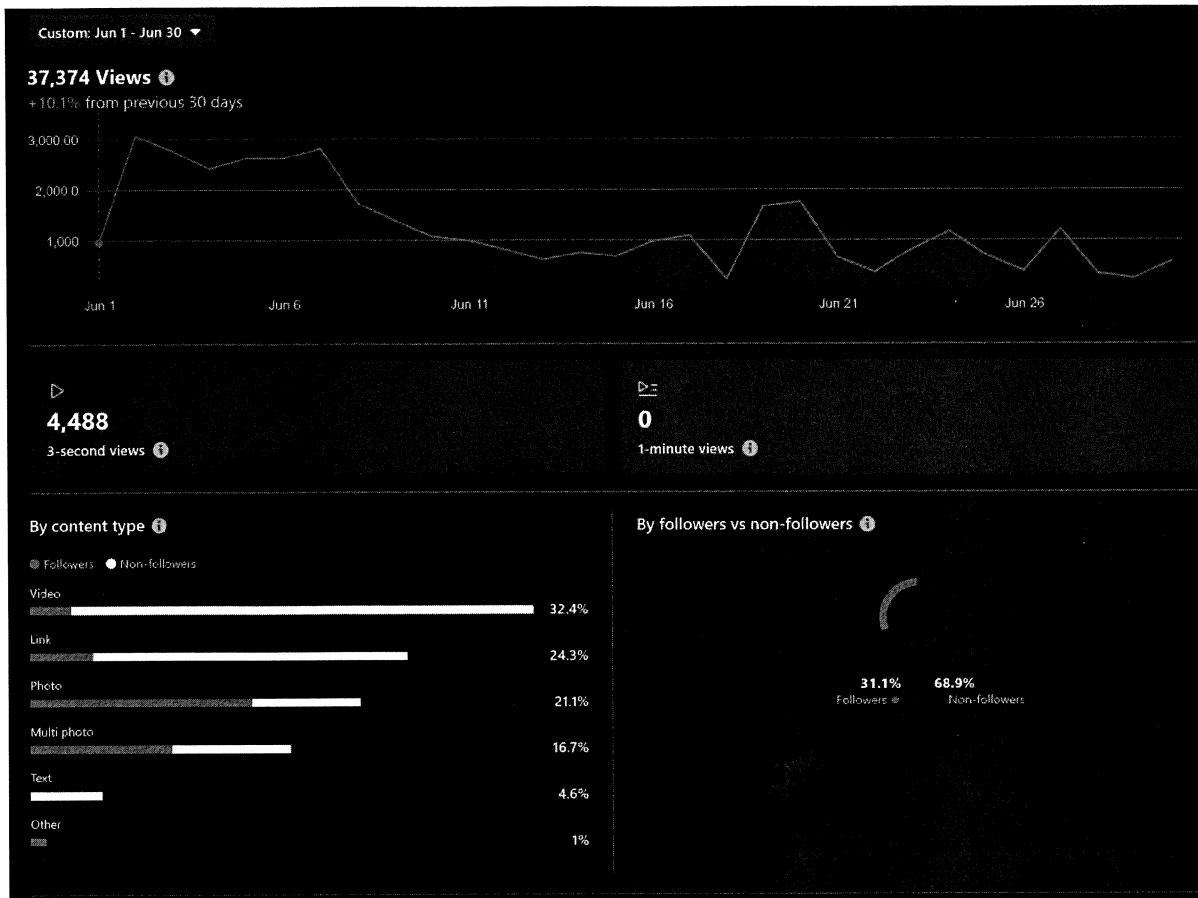 Custom: Jun 1 - Jun 30
37,374 Views
+10.1% from previous 30 days
3,000.00
2,000.0
1,000
Jun 1
Jun 6
Jun 11
Jun 16
Jun 21
Jun 26
4,488
3-second views
0
1-minute views
By content type
Followers Non-followers
Video
32.4%
Link
24.3%
Photo
21.1%
Multi photo
16.7%
Text
4.6%
Other
1%
By followers vs non-followers
31.1% 68.9%
Followers Non-followers